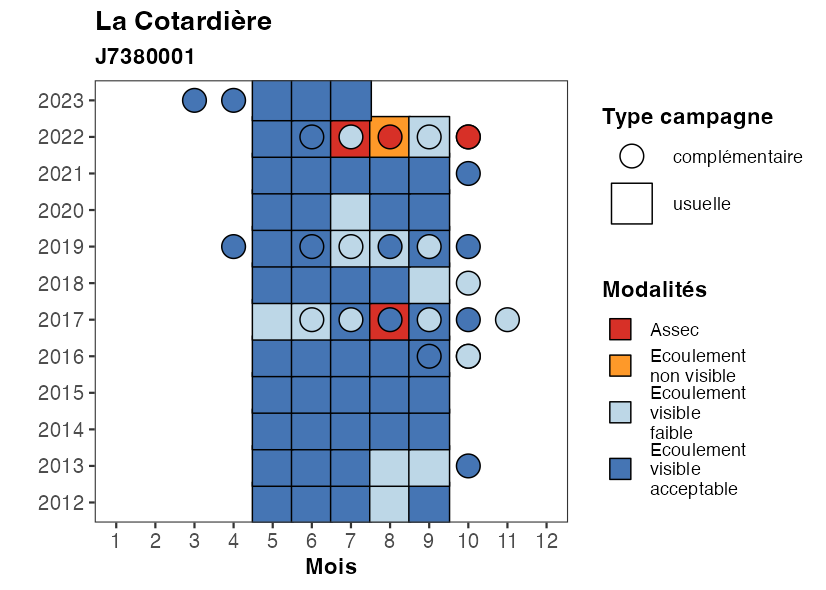 La Cotardière
J7380001
2023
2022
2021
2020
2019
2018
2017
2016
2015
2014
2013
2012
1 2 3 4 5 6 7 8 9 10 11 12
Mois
Type campagne
complémentaire
usuelle
Modalités
Assec
Ecoulement
non visible
Ecoulement
visible
faible
Ecoulement
visible
acceptable